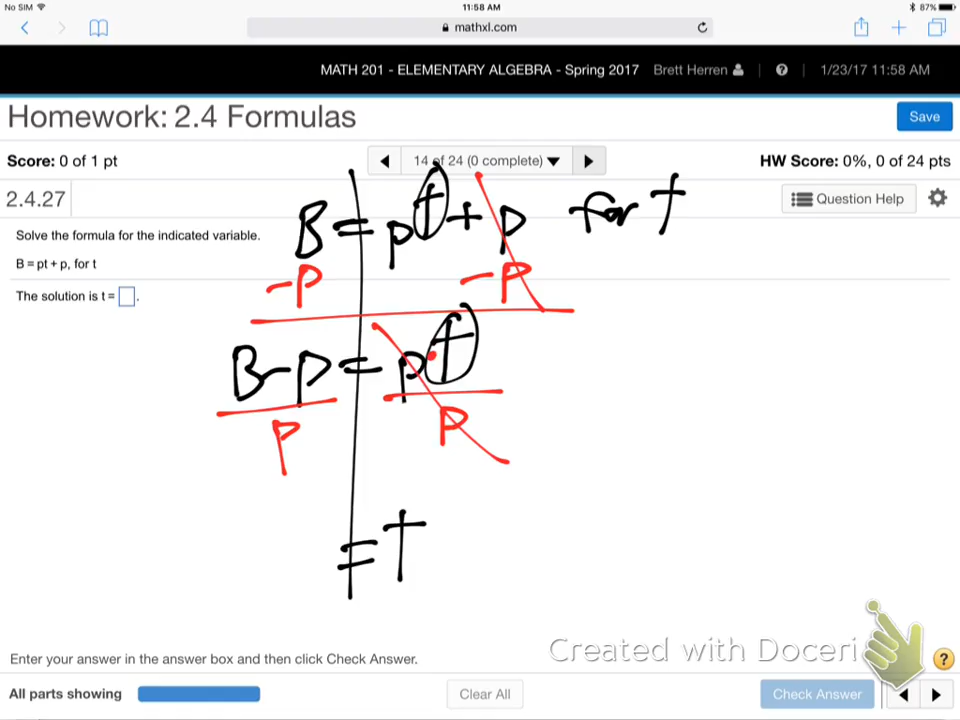 No SIM 11:58 AM 87%
mathxl.com
MATH 201 - ELEMENTARY ALGEBRA - Spring 2017 Brett Herren 1/23/17 11:58 AM
Homework: 2.4 Formulas Save
Score: 0 of 1 pt 14 of 24 (0 complete) HW Score: 0%, 0 of 24 pts
2.4.27 Question Help
Solve the formula for the indicated variable.
B = pt + p, for t
The solution is t = .
B = pt + p for t
-P -P
B-p = pt
P P
= t
Created with Doceri
Enter your answer in the answer box and then click Check Answer. ?
All parts showing Clear All Check Answer